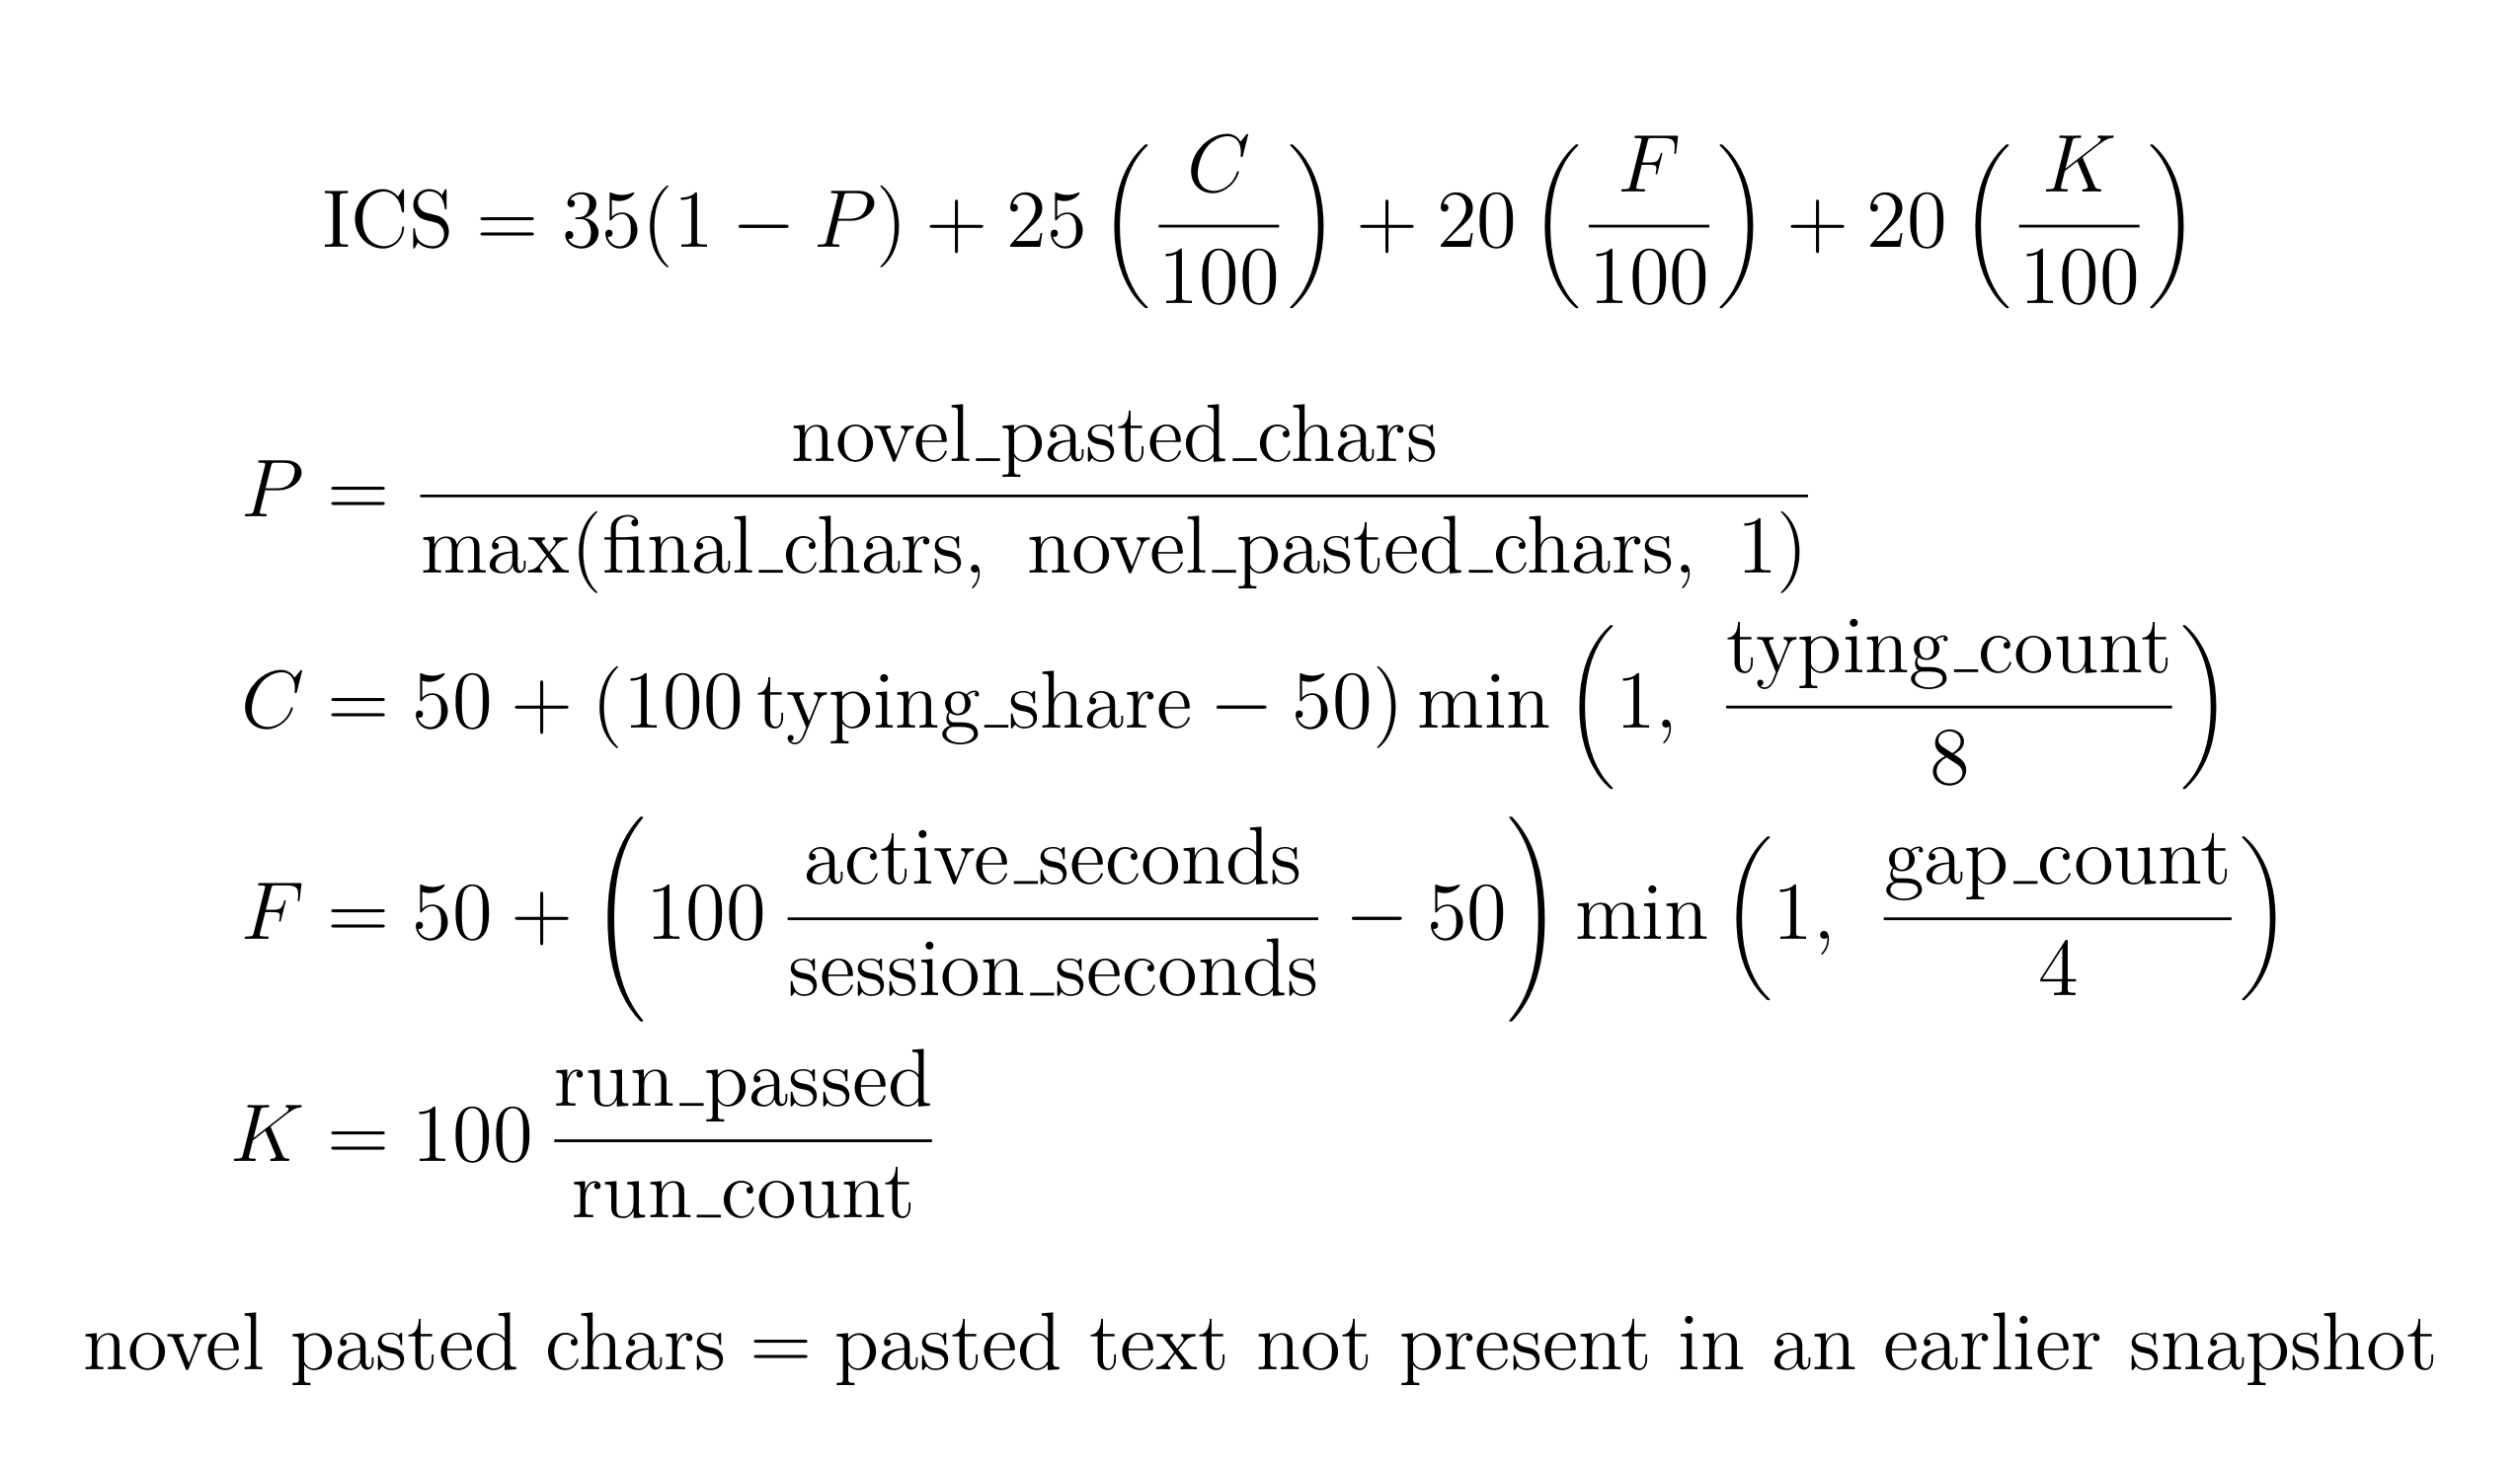 ICS = 35(1 − P) + 25 (C/100) + 20 (F/100) + 20 (K/100)
P = novel_pasted_chars / max(final_chars, novel_pasted_chars, 1)
C = 50 + (100 typing_share − 50) min (1, typing_count/8)
F = 50 + (100 active_seconds/session_seconds − 50) min (1, gap_count/4)
K = 100 run_passed/run_count
novel pasted chars = pasted text not present in an earlier snapshot